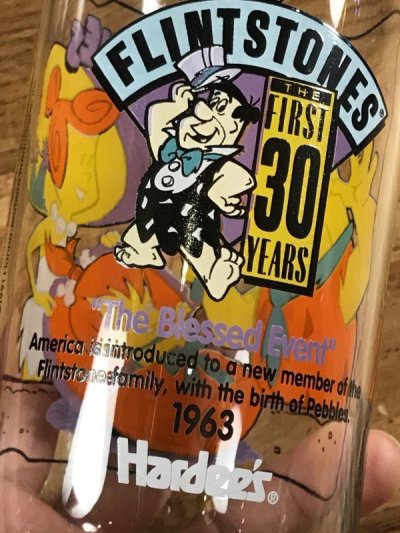 FLINTSTONES®
THE
FIRST
30
YEARS
"The Blessed Event"
America is introduced to a new member of the
Flintstones family, with the birth of Pebbles.
1963
Hardee's®